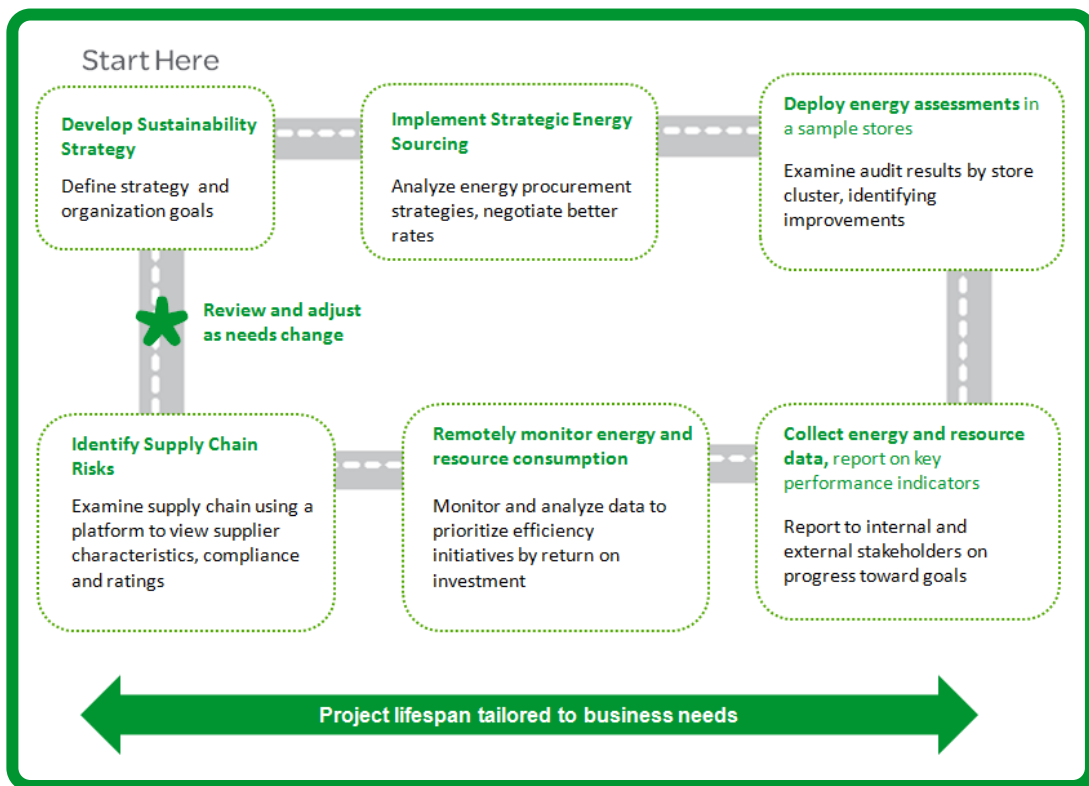 Start Here
Develop Sustainability
Strategy
Define strategy and
organization goals
Implement Strategic Energy
Sourcing
Analyze energy procurement
strategies, negotiate better
rates
Deploy energy assessments in
a sample stores
Examine audit results by store
cluster, identifying
improvements
Review and adjust
as needs change
Identify Supply Chain
Risks
Examine supply chain using a
platform to view supplier
characteristics, compliance
and ratings
Remotely monitor energy and
resource consumption
Monitor and analyze data to
prioritize efficiency
initiatives by return on
investment
Collect energy and resource
data, report on key
performance indicators
Report to internal and
external stakeholders on
progress toward goals
Project lifespan tailored to business needs